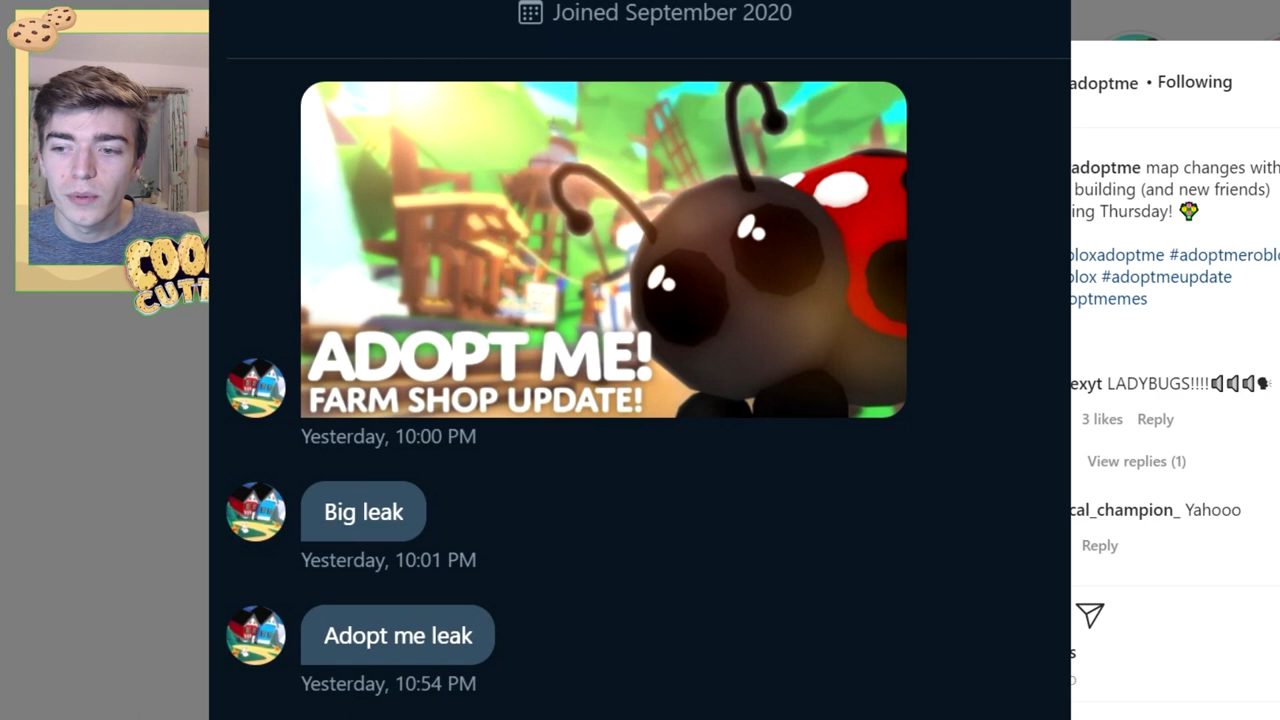 Joined September 2020
ADOPT ME!
FARM SHOP UPDATE!
Yesterday, 10:00 PM
Big leak
Yesterday, 10:01 PM
Adopt me leak
Yesterday, 10:54 PM
adoptme • Following
adoptme map changes with
building (and new friends)
ing Thursday!
loxadoptme #adoptmeroblo
blox #adoptmeupdate
optmemes
exyt LADYBUGS!!!!
3 likes Reply
View replies (1)
cal_champion_ Yahooo
Reply
s